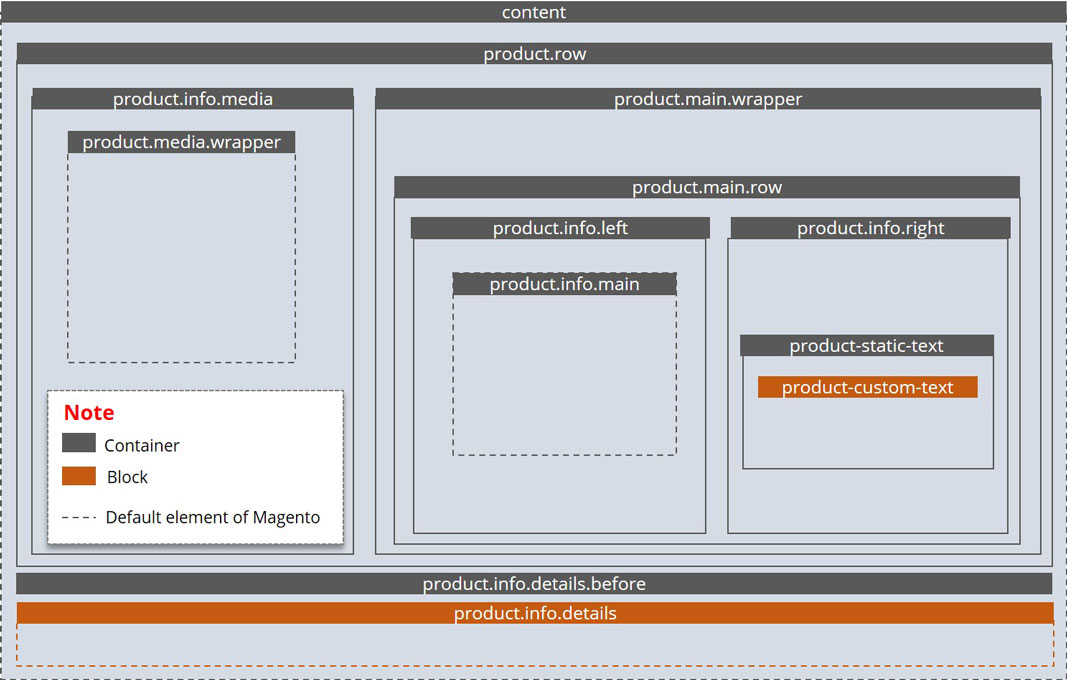 content
product.row
product.info.media
product.main.wrapper
product.media.wrapper
product.main.row
product.info.left
product.info.right
product.info.main
product-static-text
product-custom-text
Note
Container
Block
Default element of Magento
product.info.details.before
product.info.details